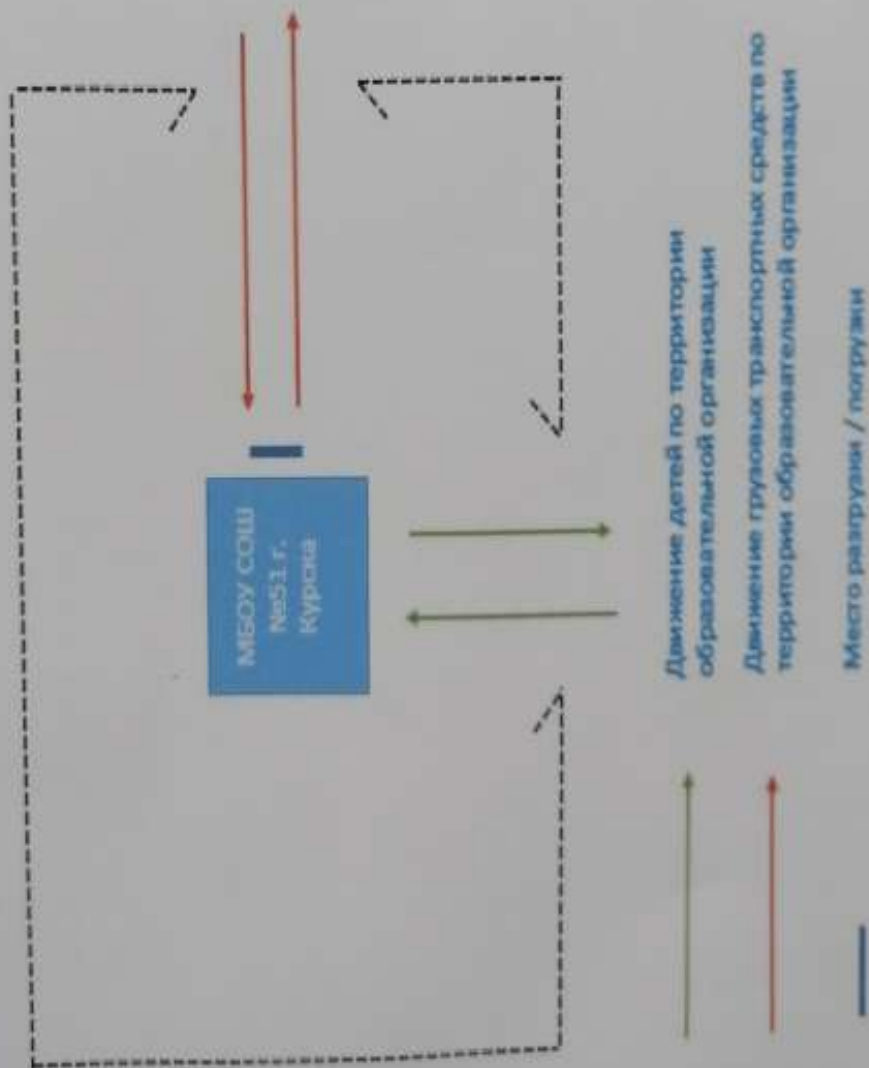 МБОУ СОШ
№51 г.
Курска
Движение детей по территории
образовательной организации
Движение грузовых транспортных средств по
территории образовательной организации
Место разгрузки / погрузки